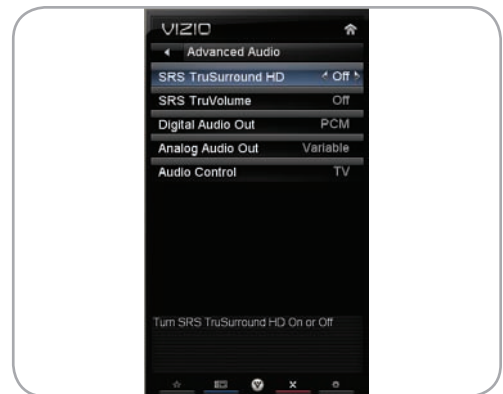 VIZIO
Advanced Audio
SRS TruSurround HD Off
SRS TruVolume Off
Digital Audio Out PCM
Analog Audio Out Variable
Audio Control TV
Turn SRS TruSurround HD On or Off